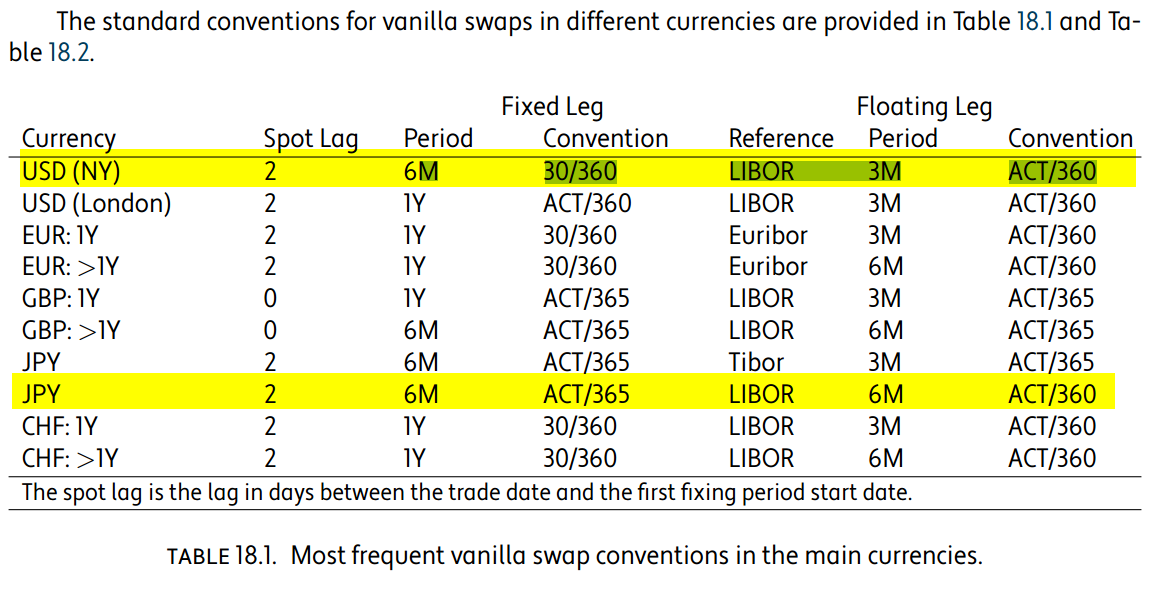 The standard conventions for vanilla swaps in different currencies are provided in Table 18.1 and Ta-
ble 18.2.
Fixed Leg Floating Leg
Currency Spot Lag Period Convention Reference Period Convention
USD (NY) 2 6M 30/360 LIBOR 3M ACT/360
USD (London) 2 1Y ACT/360 LIBOR 3M ACT/360
EUR: 1Y 2 1Y 30/360 Euribor 3M ACT/360
EUR: >1Y 2 1Y 30/360 Euribor 6M ACT/360
GBP: 1Y 0 1Y ACT/365 LIBOR 3M ACT/365
GBP: >1Y 0 6M ACT/365 LIBOR 6M ACT/365
JPY 2 6M ACT/365 Tibor 3M ACT/365
JPY 2 6M ACT/365 LIBOR 6M ACT/360
CHF: 1Y 2 1Y 30/360 LIBOR 3M ACT/360
CHF: >1Y 2 1Y 30/360 LIBOR 6M ACT/360
The spot lag is the lag in days between the trade date and the first fixing period start date.
TABLE 18.1. Most frequent vanilla swap conventions in the main currencies.